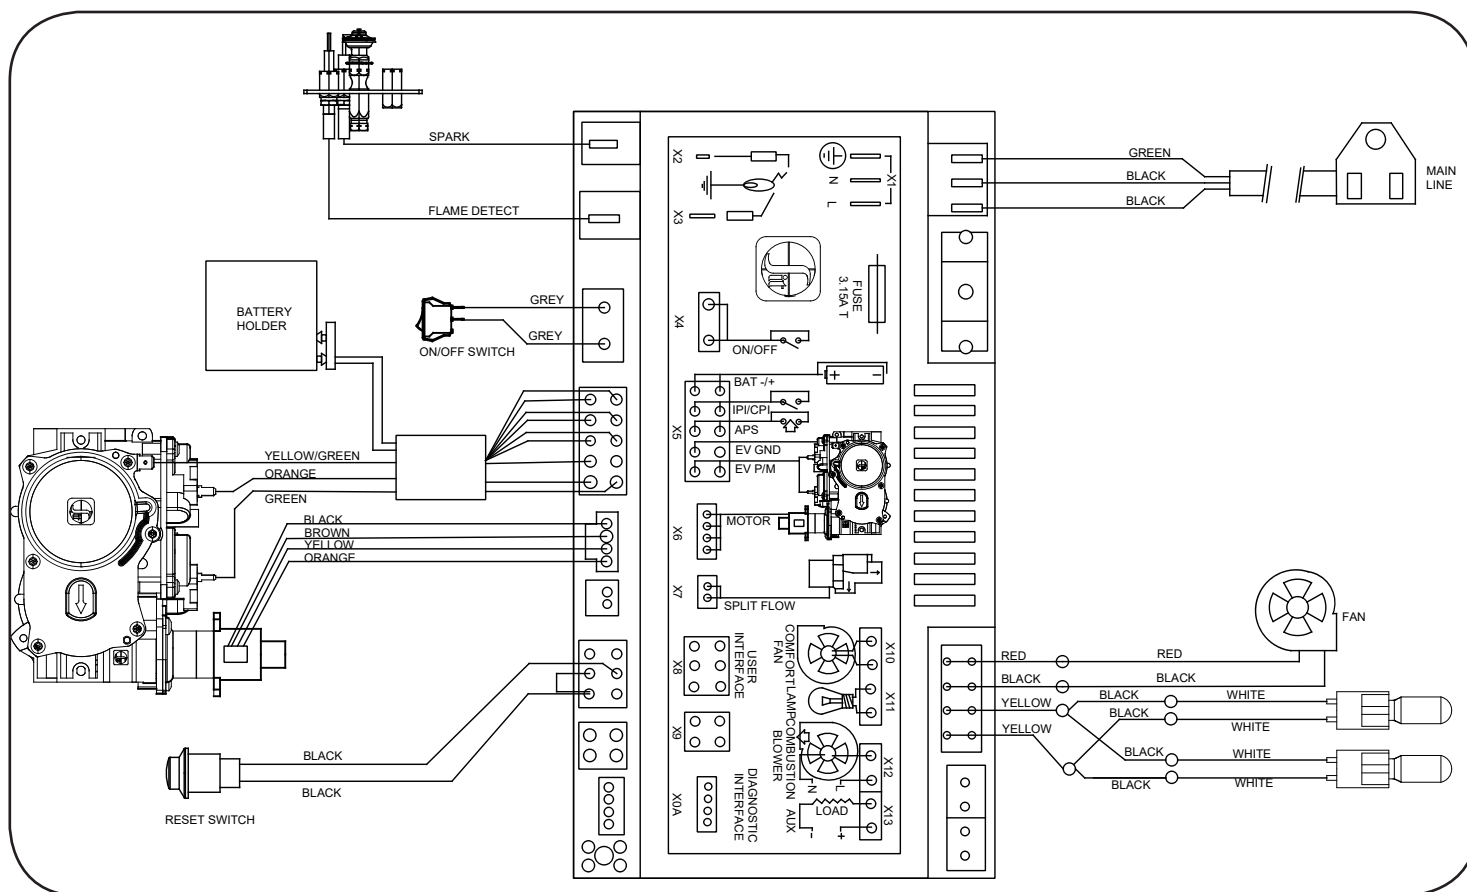 SPARK
FLAME DETECT
BATTERY
HOLDER
GREY
GREY
ON/OFF SWITCH
YELLOW/GREEN
ORANGE
GREEN
BLACK
BROWN
YELLOW
ORANGE
BLACK
BLACK
RESET SWITCH
X2
X3
X1
N
L
FUSE
3.15A T
X4
ON/OFF
X5
BAT -/+
+ -
IPI/CPI
APS
EV GND
EV P/M
X6
MOTOR
X7
SPLIT FLOW
X8
USER
INTERFACE
X9
X0A
DIAGNOSTIC
INTERFACE
COMFORT
FAN
X10
LAMP
X11
COMBUSTION
BLOWER
X12
N
L
AUX
LOAD
X13
-
+
GREEN
BLACK
BLACK
MAIN
LINE
FAN
RED
RED
BLACK
BLACK
YELLOW
BLACK
WHITE
BLACK
WHITE
YELLOW
BLACK
WHITE
BLACK
WHITE